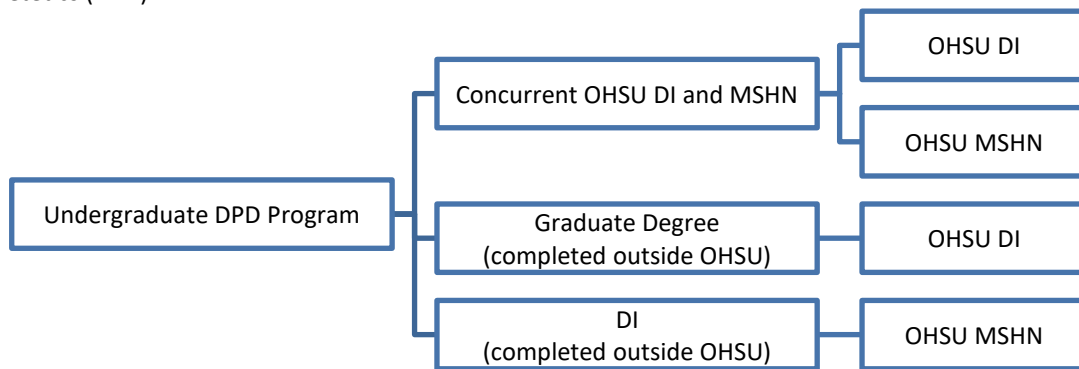 OHSU DI
Concurrent OHSU DI and MSHN
OHSU MSHN
Undergraduate DPD Program
Graduate Degree
(completed outside OHSU)
OHSU DI
DI
(completed outside OHSU)
OHSU MSHN